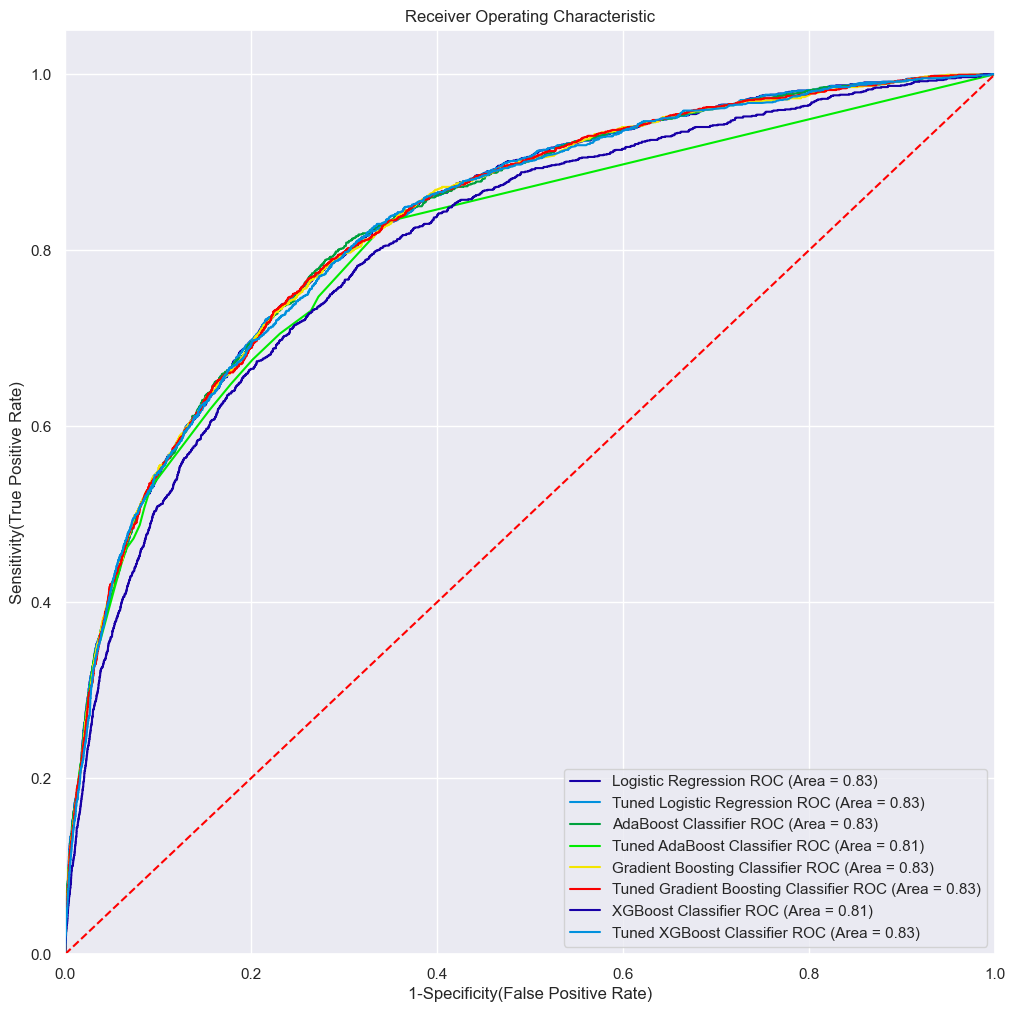 Receiver Operating Characteristic
1.0
0.8
0.6
0.4
0.2
0.0
Sensitivity(True Positive Rate)
Logistic Regression ROC (Area = 0.83)
Tuned Logistic Regression ROC (Area = 0.83)
AdaBoost Classifier ROC (Area = 0.83)
Tuned AdaBoost Classifier ROC (Area = 0.81)
Gradient Boosting Classifier ROC (Area = 0.83)
Tuned Gradient Boosting Classifier ROC (Area = 0.83)
XGBoost Classifier ROC (Area = 0.81)
Tuned XGBoost Classifier ROC (Area = 0.83)
0.0 0.2 0.4 0.6 0.8 1.0
1-Specificity(False Positive Rate)